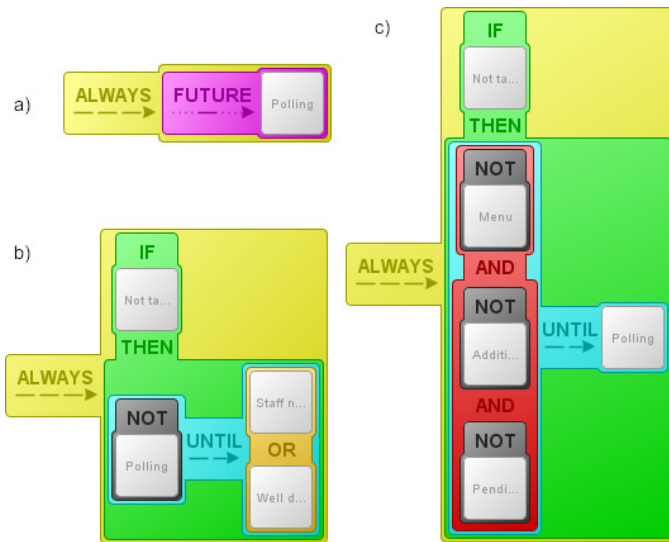 a)
ALWAYS
FUTURE
Polling
b)
IF
Not ta...
THEN
ALWAYS
NOT
Polling
UNTIL
Staff n...
OR
Well d...
c)
IF
Not ta...
THEN
ALWAYS
NOT
Menu
AND
NOT
Additi...
AND
NOT
Pendi...
UNTIL
Polling